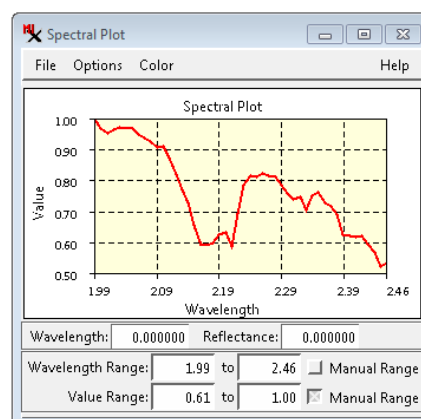 Spectral Plot
File Options Color Help
Spectral Plot
1.00
0.90
0.80
0.70
0.60
0.50
Value
1.99 2.09 2.19 2.29 2.39 2.46
Wavelength
Wavelength: 0.000000 Reflectance: 0.000000
Wavelength Range: 1.99 to 2.46 Manual Range
Value Range: 0.61 to 1.00 Manual Range